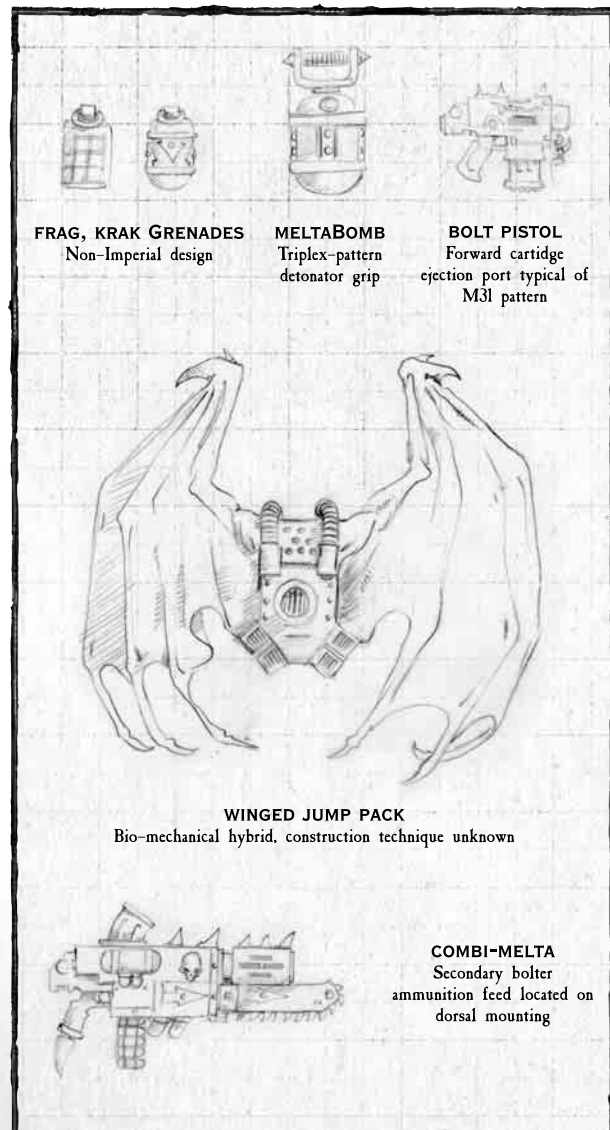 FRAG, KRAK GRENADES
Non-Imperial design
MELTABOMB
Triplex-pattern
detonator grip
BOLT PISTOL
Forward cartidge
ejection port typical of
M31 pattern
WINGED JUMP PACK
Bio-mechanical hybrid, construction technique unknown
COMBI-MELTA
Secondary bolter
ammunition feed located on
dorsal mounting